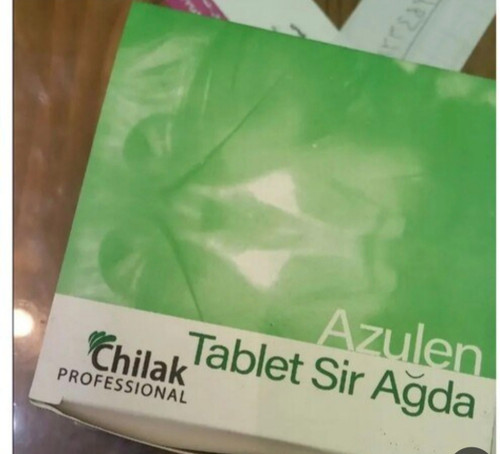 Azulen
Tablet Sir Ağda
Chilak
PROFESSIONAL